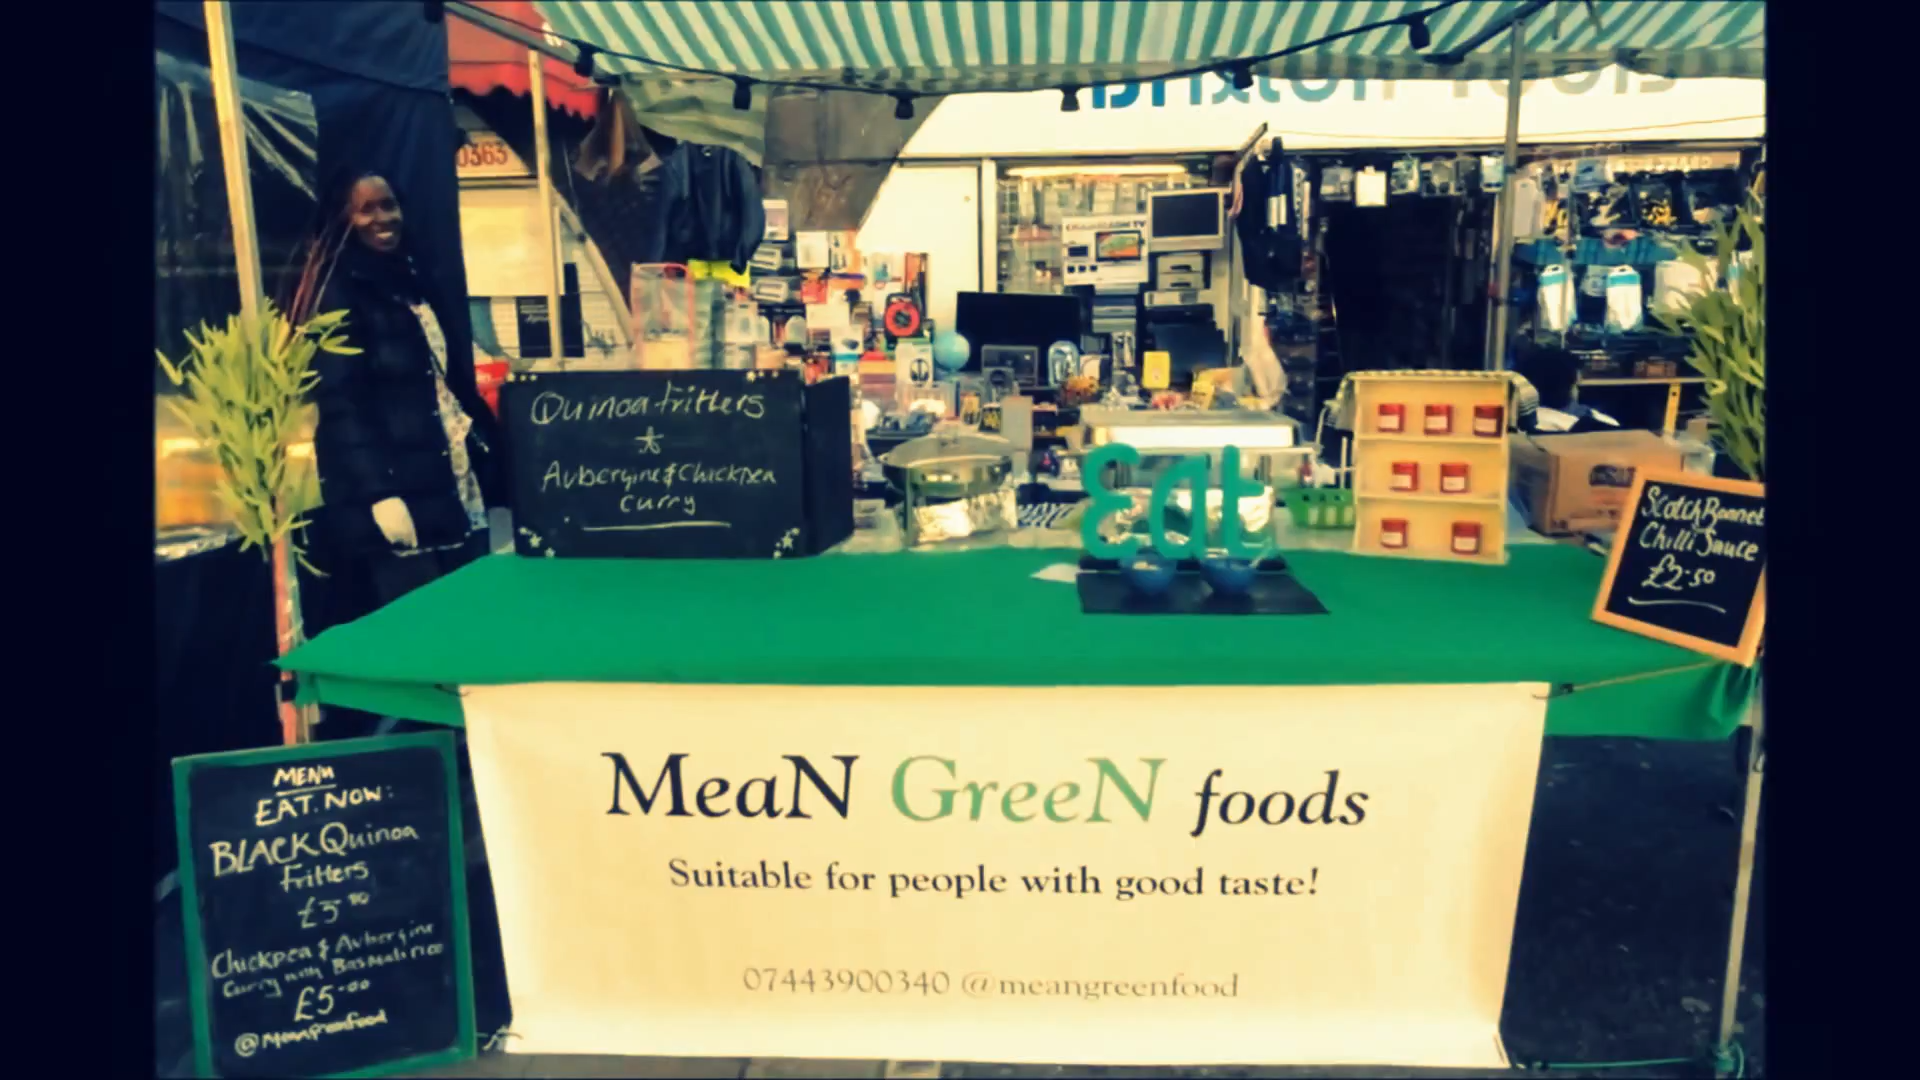 Brixton Tools
0363
Quinoa fritters
&
Aubergine & Chickpea
Curry
Eat
Scotch Bonnet
Chilli Sauce
£2.50
MeaN GreeN foods
Suitable for people with good taste!
07443900340 @meangreenfood
MENU
EAT. NOW:
BLACK Quinoa
Fritters
Chickpea & Aubergine
Curry with Basmati rice
£5.00
@meangreenfood